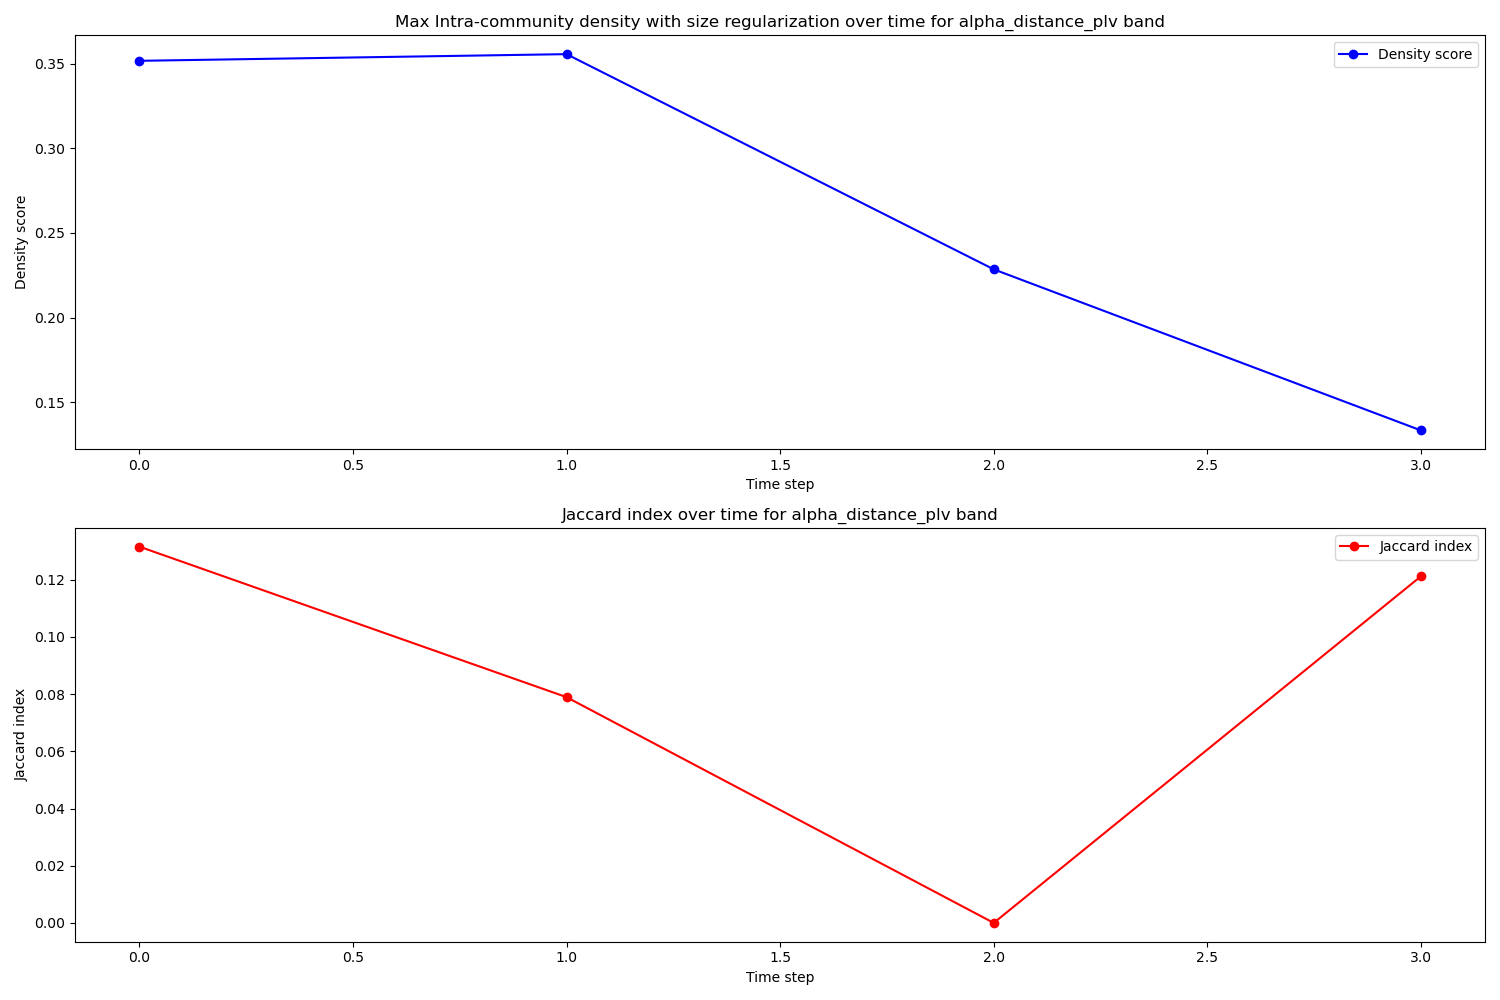 Max Intra-community density with size regularization over time for alpha_distance_plv band
Density score
0.35
0.30
0.25
0.20
0.15
Density score
0.0 0.5 1.0 1.5 2.0 2.5 3.0
Time step
Jaccard index over time for alpha_distance_plv band
Jaccard index
0.12
0.10
0.08
0.06
0.04
0.02
0.00
Jaccard index
0.0 0.5 1.0 1.5 2.0 2.5 3.0
Time step